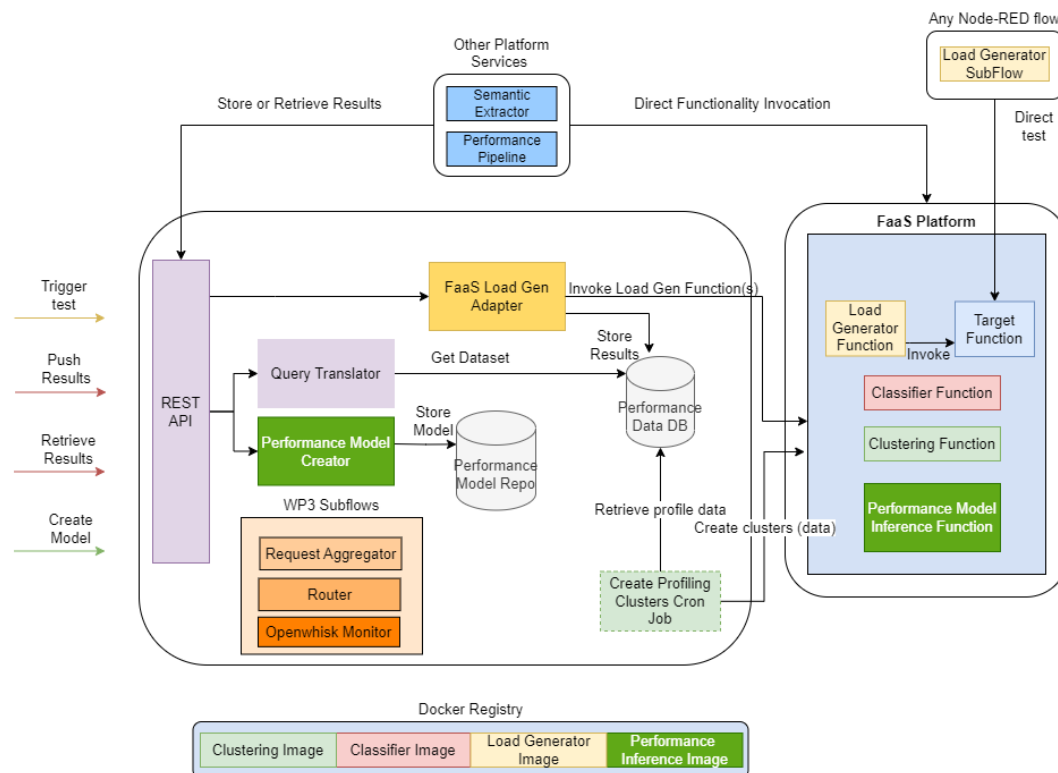 Any Node-RED flow
Load Generator
SubFlow
Other Platform
Services
Semantic
Extractor
Performance
Pipeline
Store or Retrieve Results
Direct Functionality Invocation
Direct
test
FaaS Platform
Trigger
test
Push
Results
Retrieve
Results
Create
Model
REST
API
FaaS Load Gen
Adapter
Invoke Load Gen Function(s)
Store
Results
Query Translator
Get Dataset
Performance
Data DB
Performance Model
Creator
Store
Model
Performance
Model Repo
Load
Generator
Function
Invoke
Target
Function
Classifier Function
Clustering Function
Performance Model
Inference Function
WP3 Subflows
Request Aggregator
Router
Openwhisk Monitor
Retrieve profile data
Create clusters (data)
Create Profiling
Clusters Cron
Job
Docker Registry
Clustering Image
Classifier Image
Load Generator
Image
Performance
Inference Image